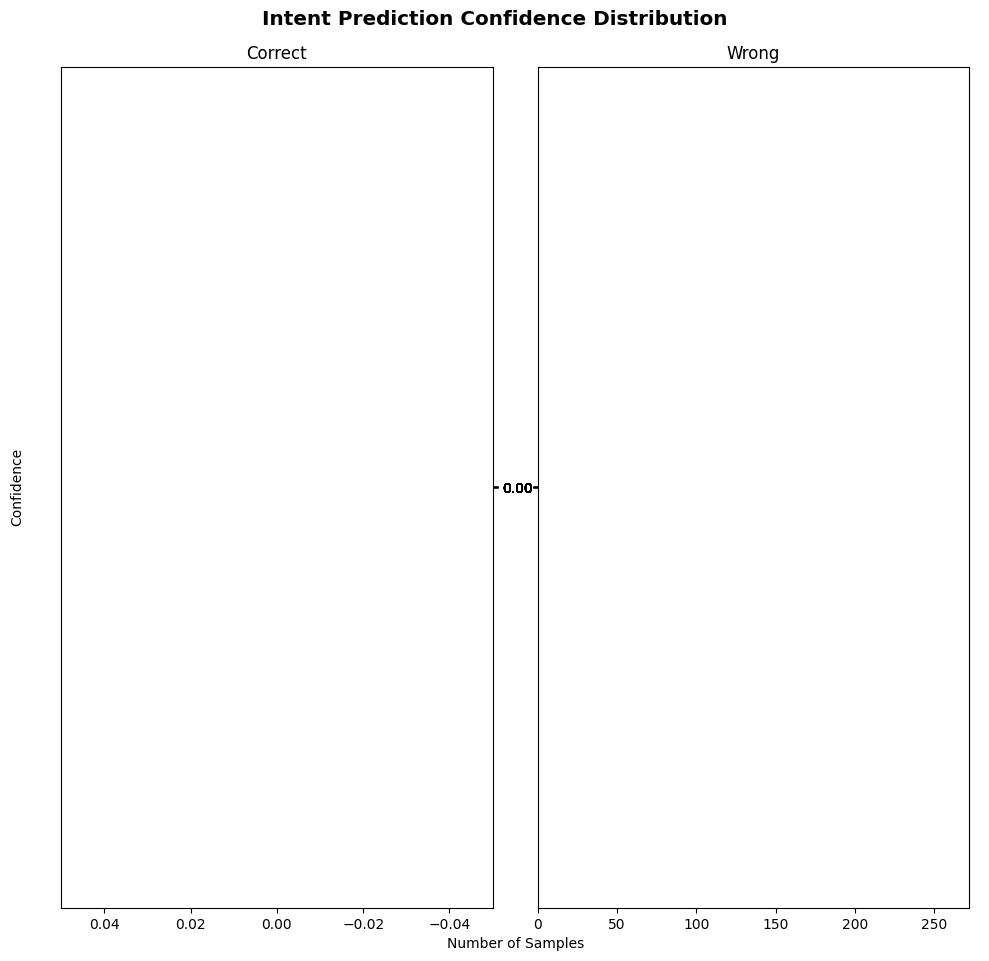 Intent Prediction Confidence Distribution
Correct
Wrong
Confidence
0.00
0.04 0.02 0.00 −0.02 −0.04
0 50 100 150 200 250
Number of Samples